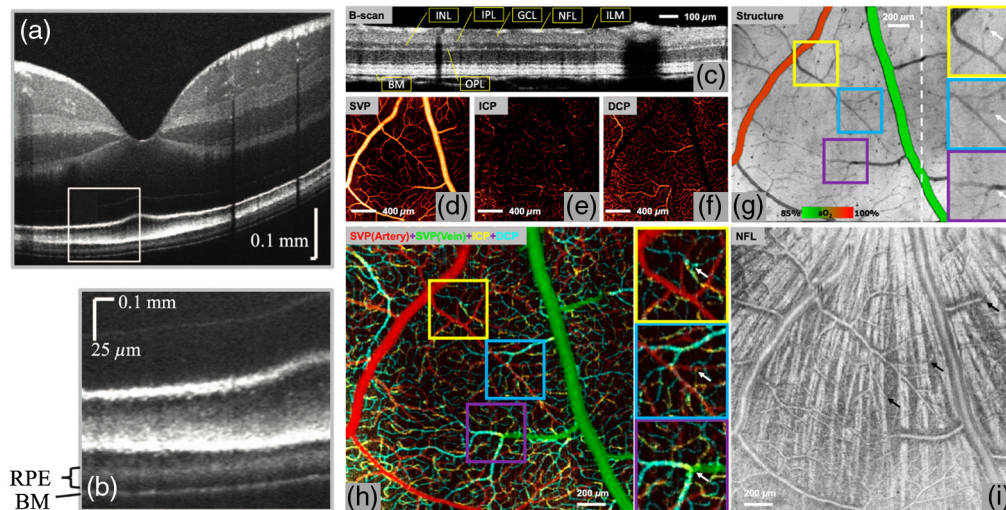 (a)
0.1 mm
(b)
0.1 mm
25 µm
RPE
BM
B-scan
INL
IPL
GCL
NFL
ILM
100 µm
BM
OPL
(c)
SVP
400 µm
(d)
ICP
400 µm
(e)
DCP
400 µm
(f)
Structure
200 µm
85%
sO2
100%
(g)
SVP(Artery)+SVP(Vein)+ICP+DCP
200 µm
(h)
NFL
200 µm
(i)